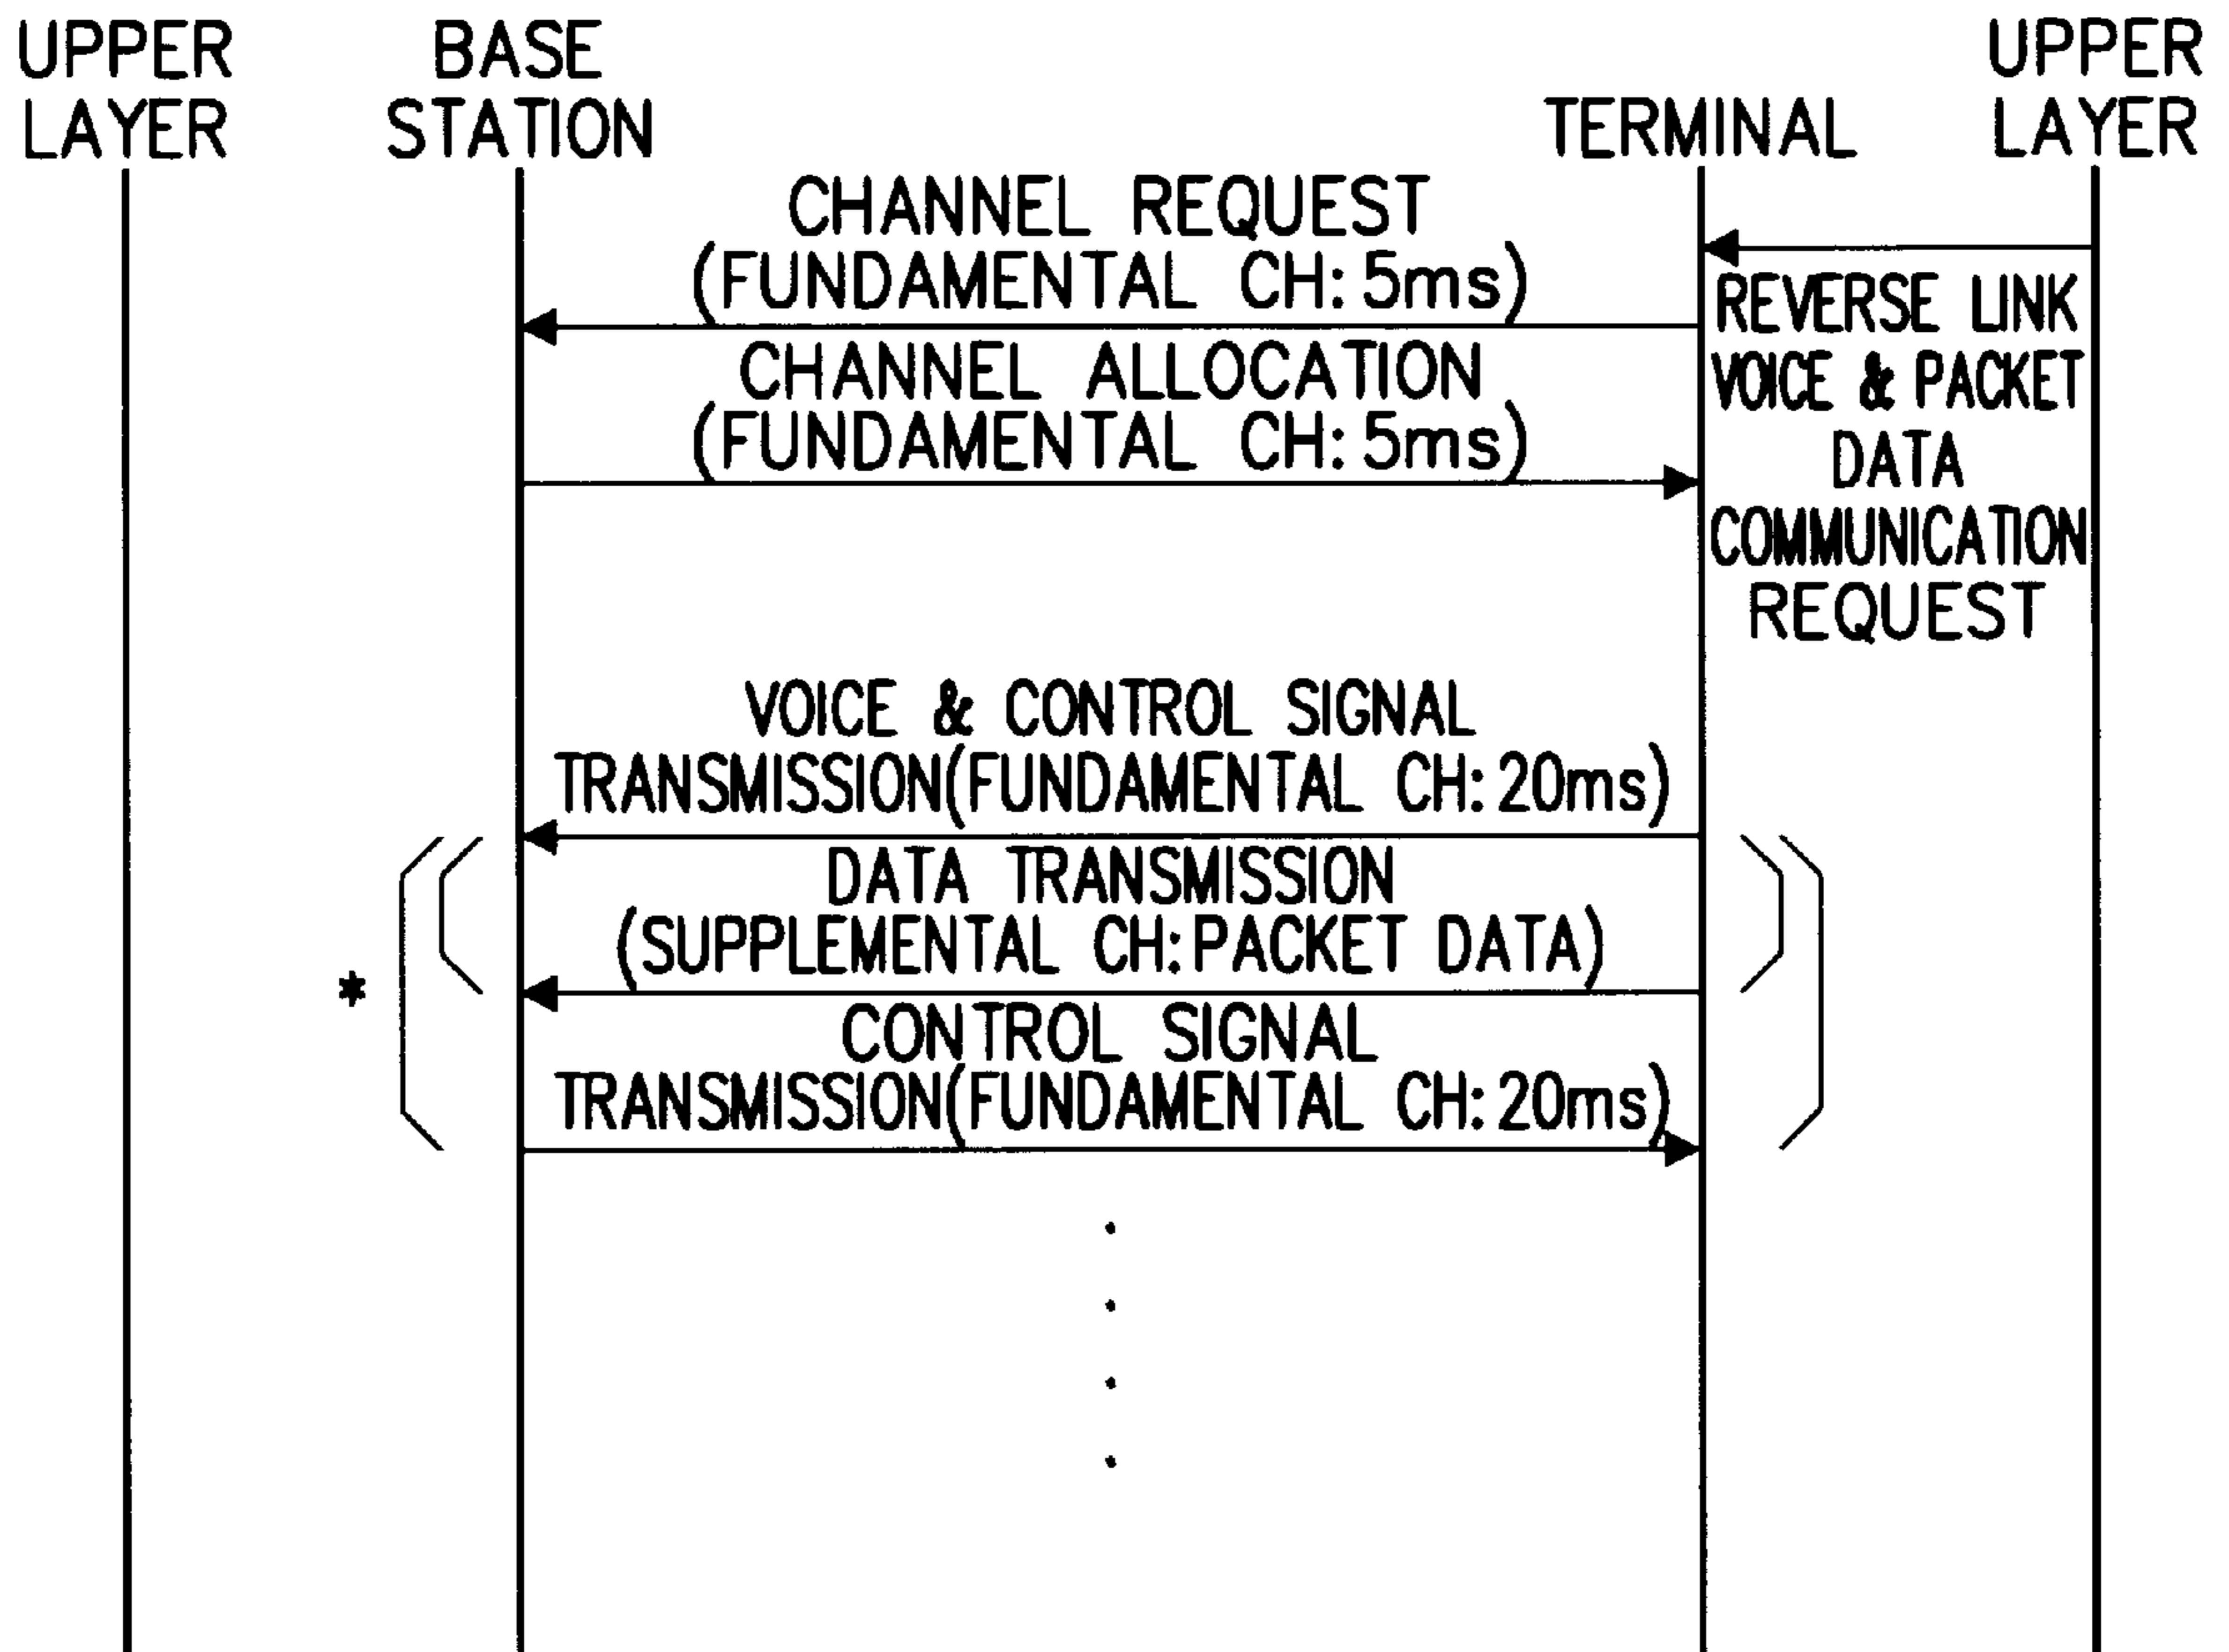 UPPER
LAYER
BASE
STATION
TERMINAL
UPPER
LAYER
CHANNEL REQUEST
(FUNDAMENTAL CH:5ms)
CHANNEL ALLOCATION
(FUNDAMENTAL CH:5ms)
REVERSE LINK
VOICE & PACKET
DATA
COMMUNICATION
REQUEST
VOICE & CONTROL SIGNAL
TRANSMISSION(FUNDAMENTAL CH:20ms)
DATA TRANSMISSION
(SUPPLEMENTAL CH:PACKET DATA)
*
CONTROL SIGNAL
TRANSMISSION(FUNDAMENTAL CH:20ms)